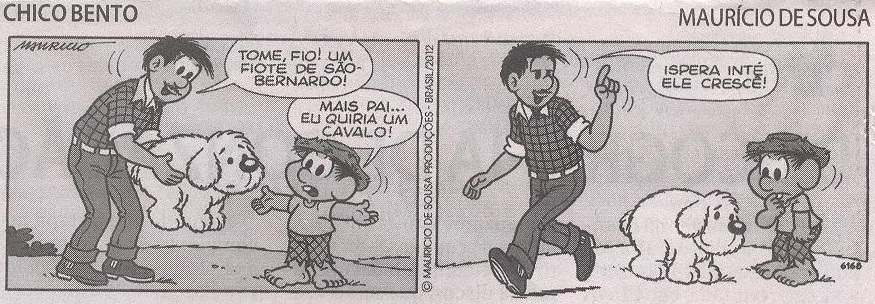 CHICO BENTO
MAURÍCIO DE SOUSA
MAURICIO
TOME, FIO! UM
FIOTE DE SÃO-
BERNARDO!
MAIS PAI...
EU QUIRIA UM
CAVALO!
© MAURICIO DE SOUSA PRODUÇÕES - BRASIL/2012
ISPERA INTÉ
ELE CRESCÊ!
6168